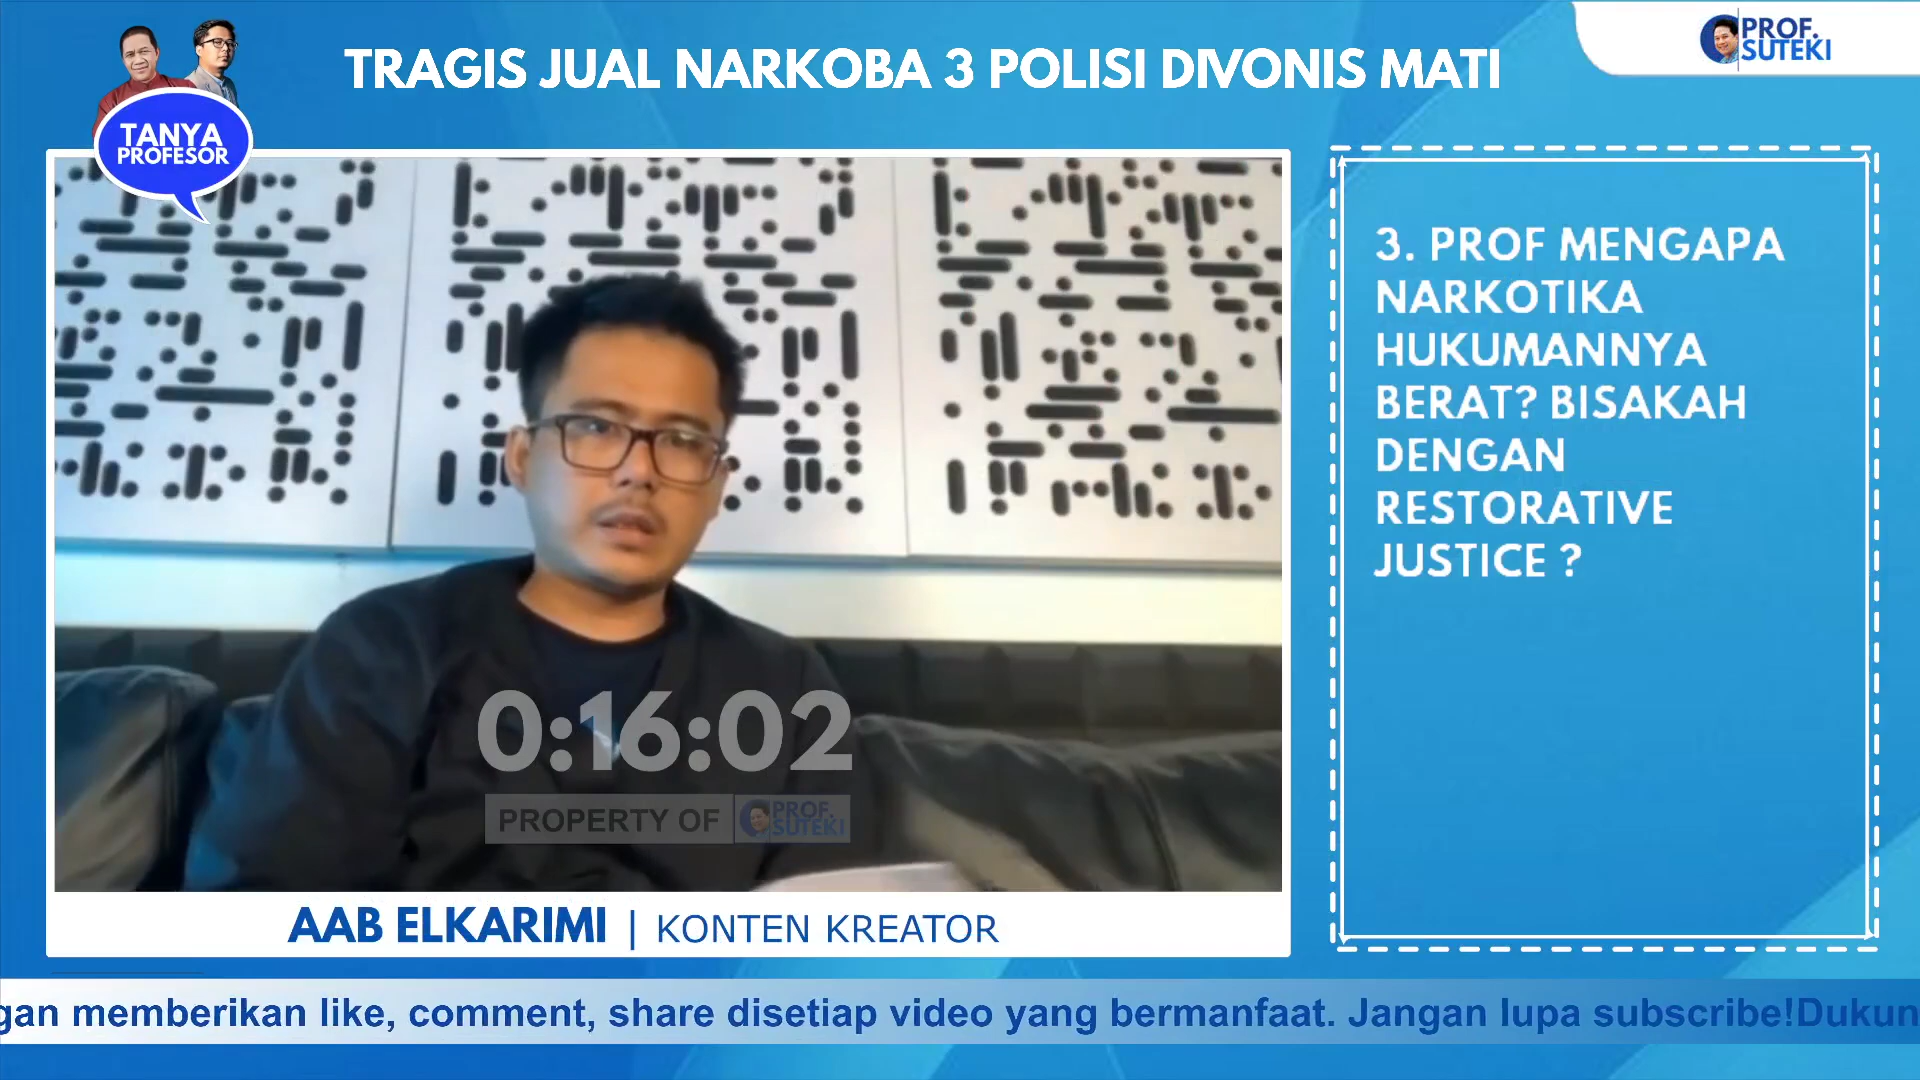 TRAGIS JUAL NARKOBA 3 POLISI DIVONIS MATI
PROF.
SUTEKI
TANYA
PROFESOR
3. PROF MENGAPA
NARKOTIKA
HUKUMANNYA
BERAT? BISAKAH
DENGAN
RESTORATIVE
JUSTICE ?
0:16:02
PROPERTY OF
PROF.
SUTEKI
AAB ELKARIMI | KONTEN KREATOR
gan memberikan like, comment, share disetiap video yang bermanfaat. Jangan lupa subscribe!Dukun